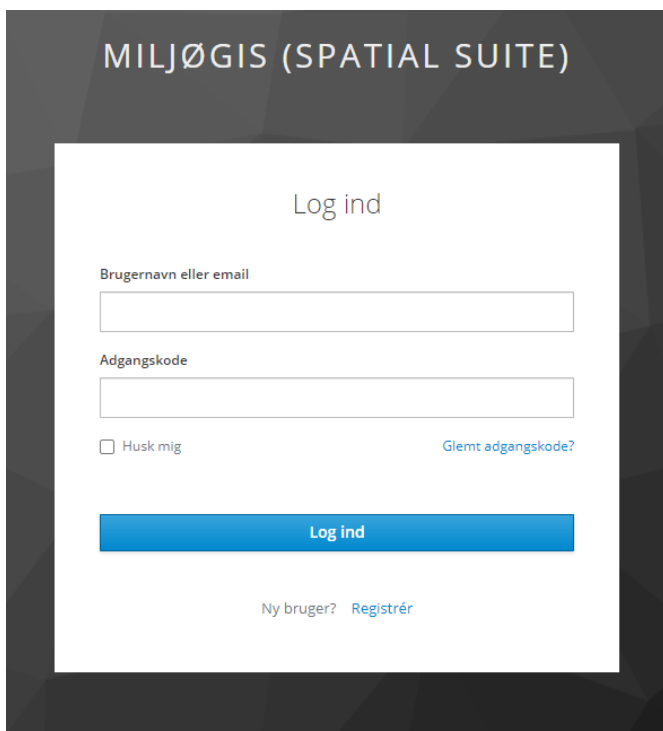 MILJØGIS (SPATIAL SUITE)
Log ind
Brugernavn eller email
Adgangskode
Husk mig Glemt adgangskode?
Log ind
Ny bruger? Registrér